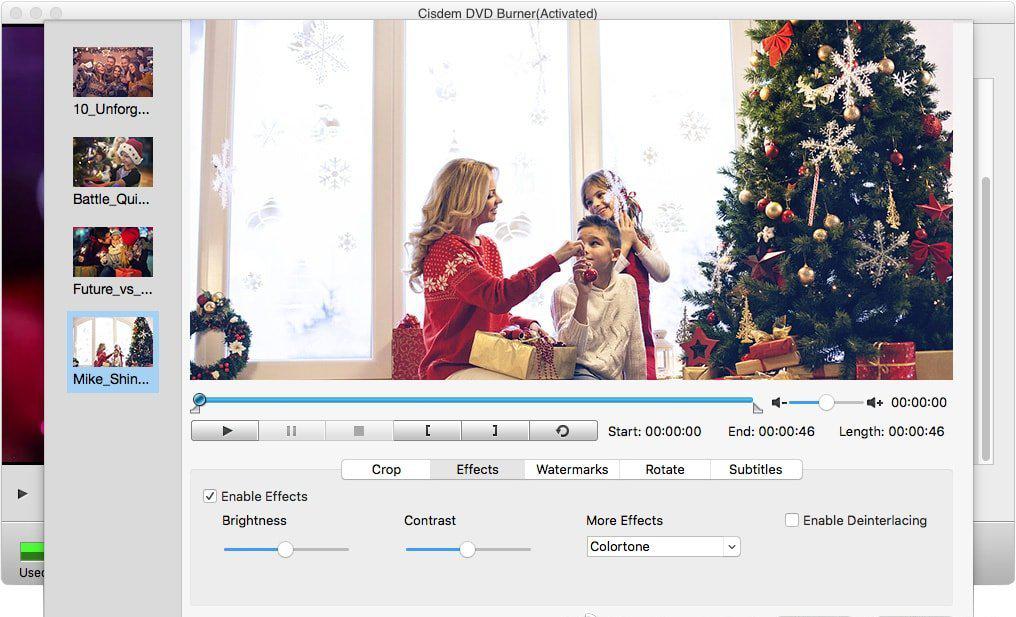 Cisdem DVD Burner(Activated)
10_Unforg...
Battle_Qui...
Future_vs_...
Mike_Shin...
00:00:00
Start: 00:00:00 End: 00:00:46 Length: 00:00:46
Crop Effects Watermarks Rotate Subtitles
Enable Effects
Brightness Contrast More Effects Enable Deinterlacing
Colortone
Used